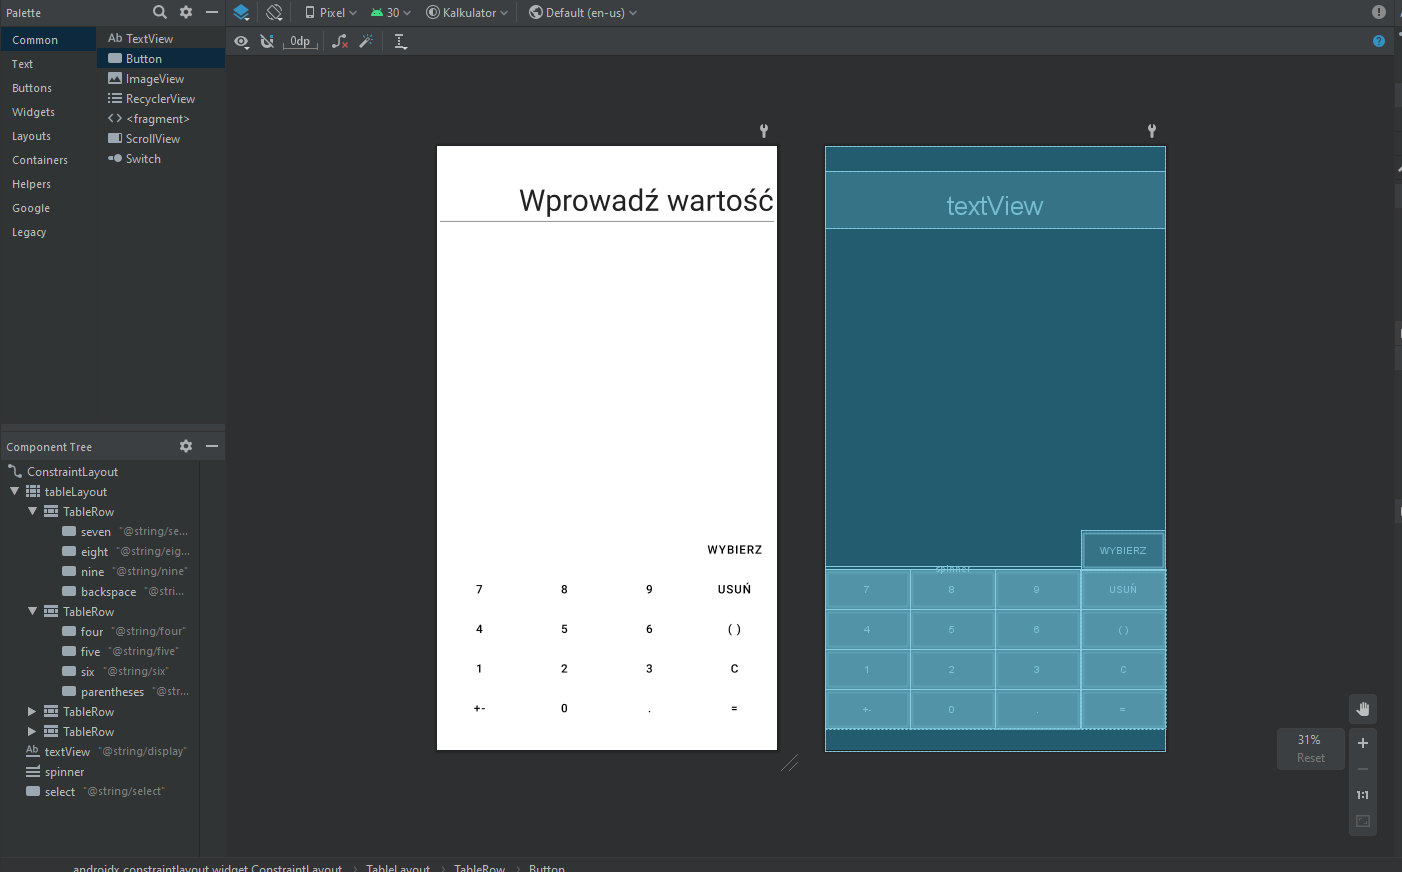 Palette
Pixel
30
Kalkulator
Default (en-us)
0dp
Common
Text
Buttons
Widgets
Layouts
Containers
Helpers
Google
Legacy
Ab TextView
Button
ImageView
RecyclerView
<fragment>
ScrollView
Switch
Wprowadź wartość
WYBIERZ
7 8 9 USUŃ
4 5 6 ( )
1 2 3 C
+- 0 . =
textView
WYBIERZ
spinner
7 8 9 USUŃ
4 5 6 ( )
1 2 3 C
+- 0 . =
Component Tree
ConstraintLayout
tableLayout
TableRow
seven "@string/se...
eight "@string/eig...
nine "@string/nine"
backspace "@stri...
TableRow
four "@string/four"
five "@string/five"
six "@string/six"
parentheses "@str...
TableRow
TableRow
Ab textView "@string/display"
spinner
select "@string/select"
31%
Reset
1:1
androidx.constraintlayout.widget.ConstraintLayout > TableLayout > TableRow > Button